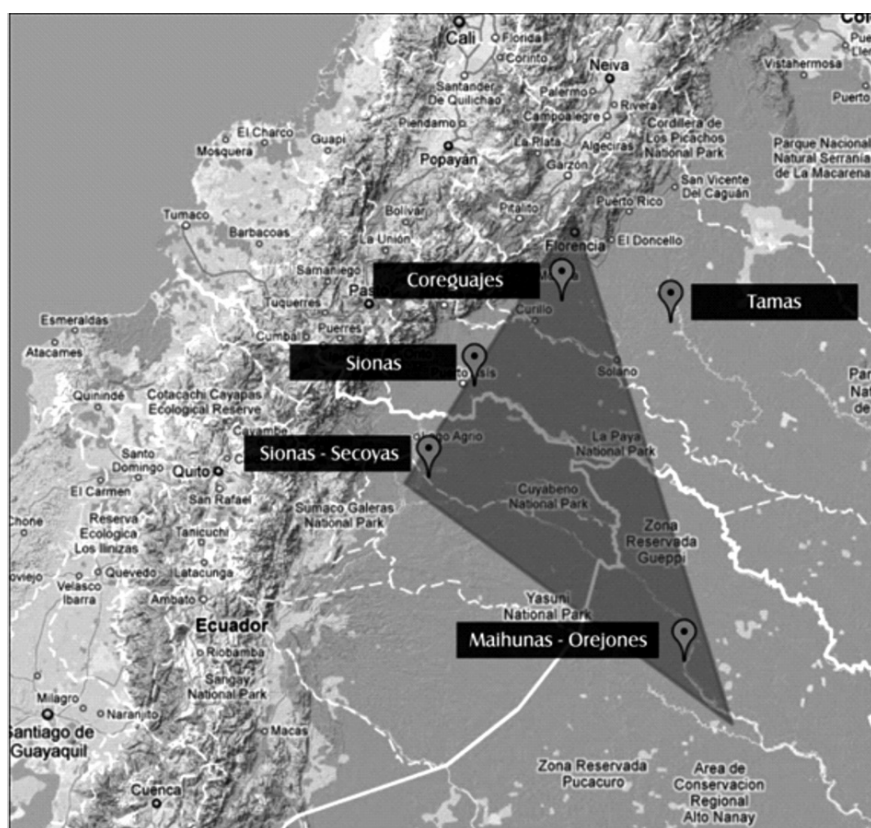 Col
Cali
Florida
Corinto
Neiva
Vistahermosa
Puerto
Santander
De Quilichao
Palermo
Rivera
Campoalegre
Cordillera de
Los Picachos
National Park
El Charco
Mosquera
Guapi
Piendamo
Popayán
La Plata
Algeciras
Garzón
Parque Nacional
Natural Serranía
de La Macarena
San Vicente
Del Caguán
Tumaco
Barbacoas
Bolívar
La Unión
Pitalito
Puerto Rico
Florencia
El Doncello
Samaniego
Coreguajes
Tamas
Tuquerres
Curillo
Esmeraldas
Atacames
Cumbal
Puerres
Sionas
Solano
Quinindé
Cotacachi Cayapas
Ecological Reserve
Cayambe
Lago Agrio
La Paya
National Park
Santo
Domingo
Quito
Sionas - Secoyas
El Carmen
San Rafael
Sumaco Galeras
National Park
Cuyabeno
National Park
Chone
Reserva
Ecologica
Los Ilinizas
Tanicuchi
Zona
Reservada
Gueppi
oviejo
Quevedo
Latacunga
Velasco
Ibarra
Ambato
Yasuni
National Park
Ecuador
Maihunas - Orejones
Riobamba
Sangay
National Park
Milagro
Naranjito
Macas
Santiago de
Guayaquil
Zona Reservada
Pucacuro
Area de
Conservacion
Regional
Alto Nanay
Cuenca